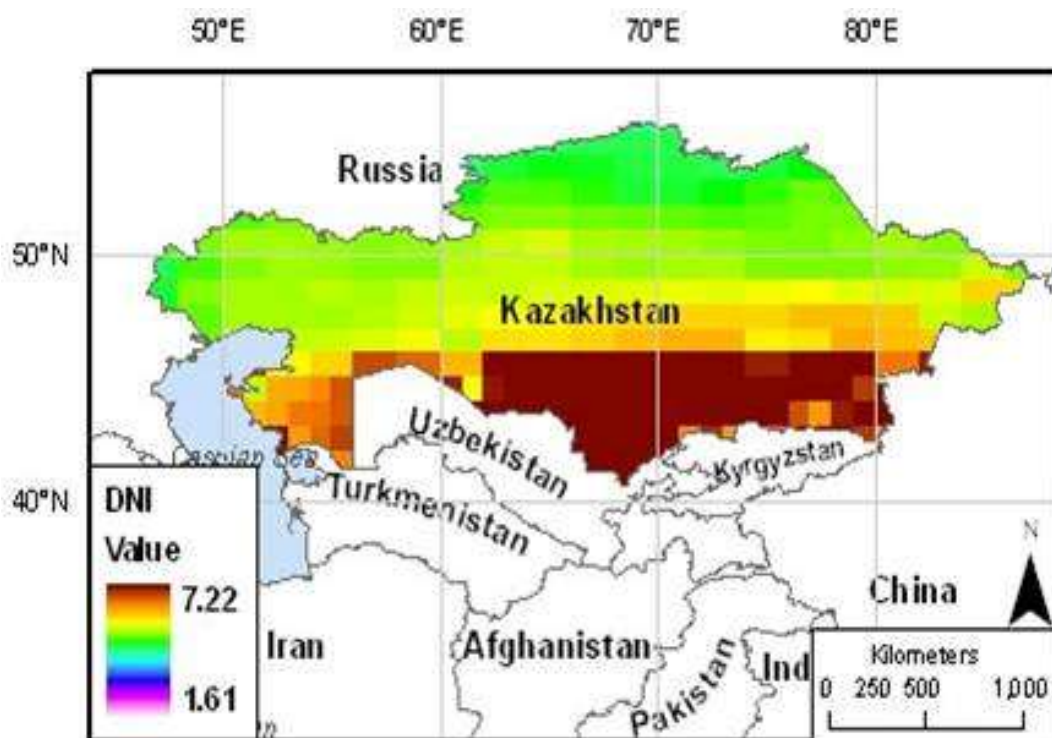 50°E 60°E 70°E 80°E
Russia
50°N
Kazakhstan
Uzbekistan
Kyrgyzstan
Caspian Sea
40°N
Turkmenistan
DNI
Value
7.22
1.61
N
China
Iran
Afghanistan
Pakistan
Ind
Kilometers
0 250 500 1,000